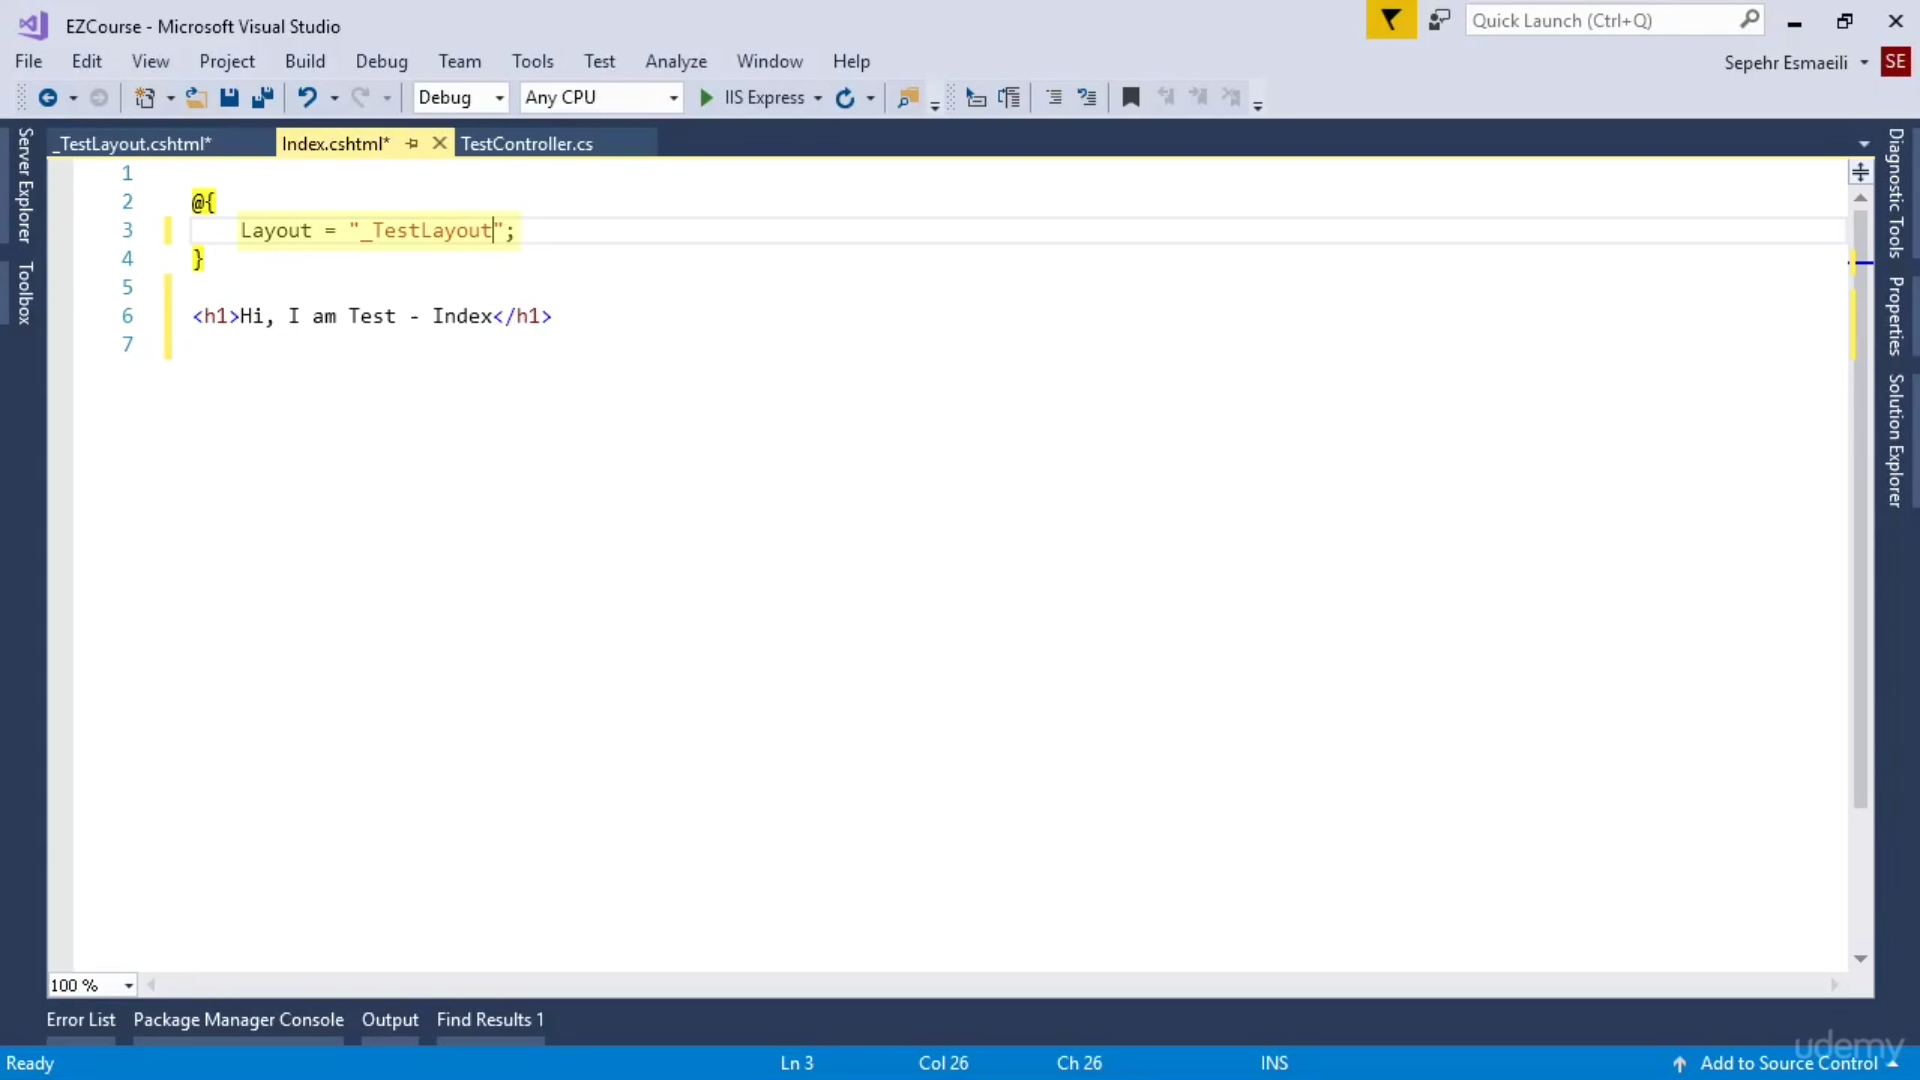 EZCourse - Microsoft Visual Studio
Quick Launch (Ctrl+Q)
File Edit View Project Build Debug Team Tools Test Analyze Window Help
Sepehr Esmaeili SE
Debug Any CPU IIS Express
_TestLayout.cshtml* Index.cshtml* TestController.cs
Server Explorer
Toolbox
1
2 @{
3 Layout = "_TestLayout";
4 }
5
6 <h1>Hi, I am Test - Index</h1>
7
Diagnostic Tools
Properties
Solution Explorer
100 %
Error List Package Manager Console Output Find Results 1
udemy
Ready Ln 3 Col 26 Ch 26 INS Add to Source Control